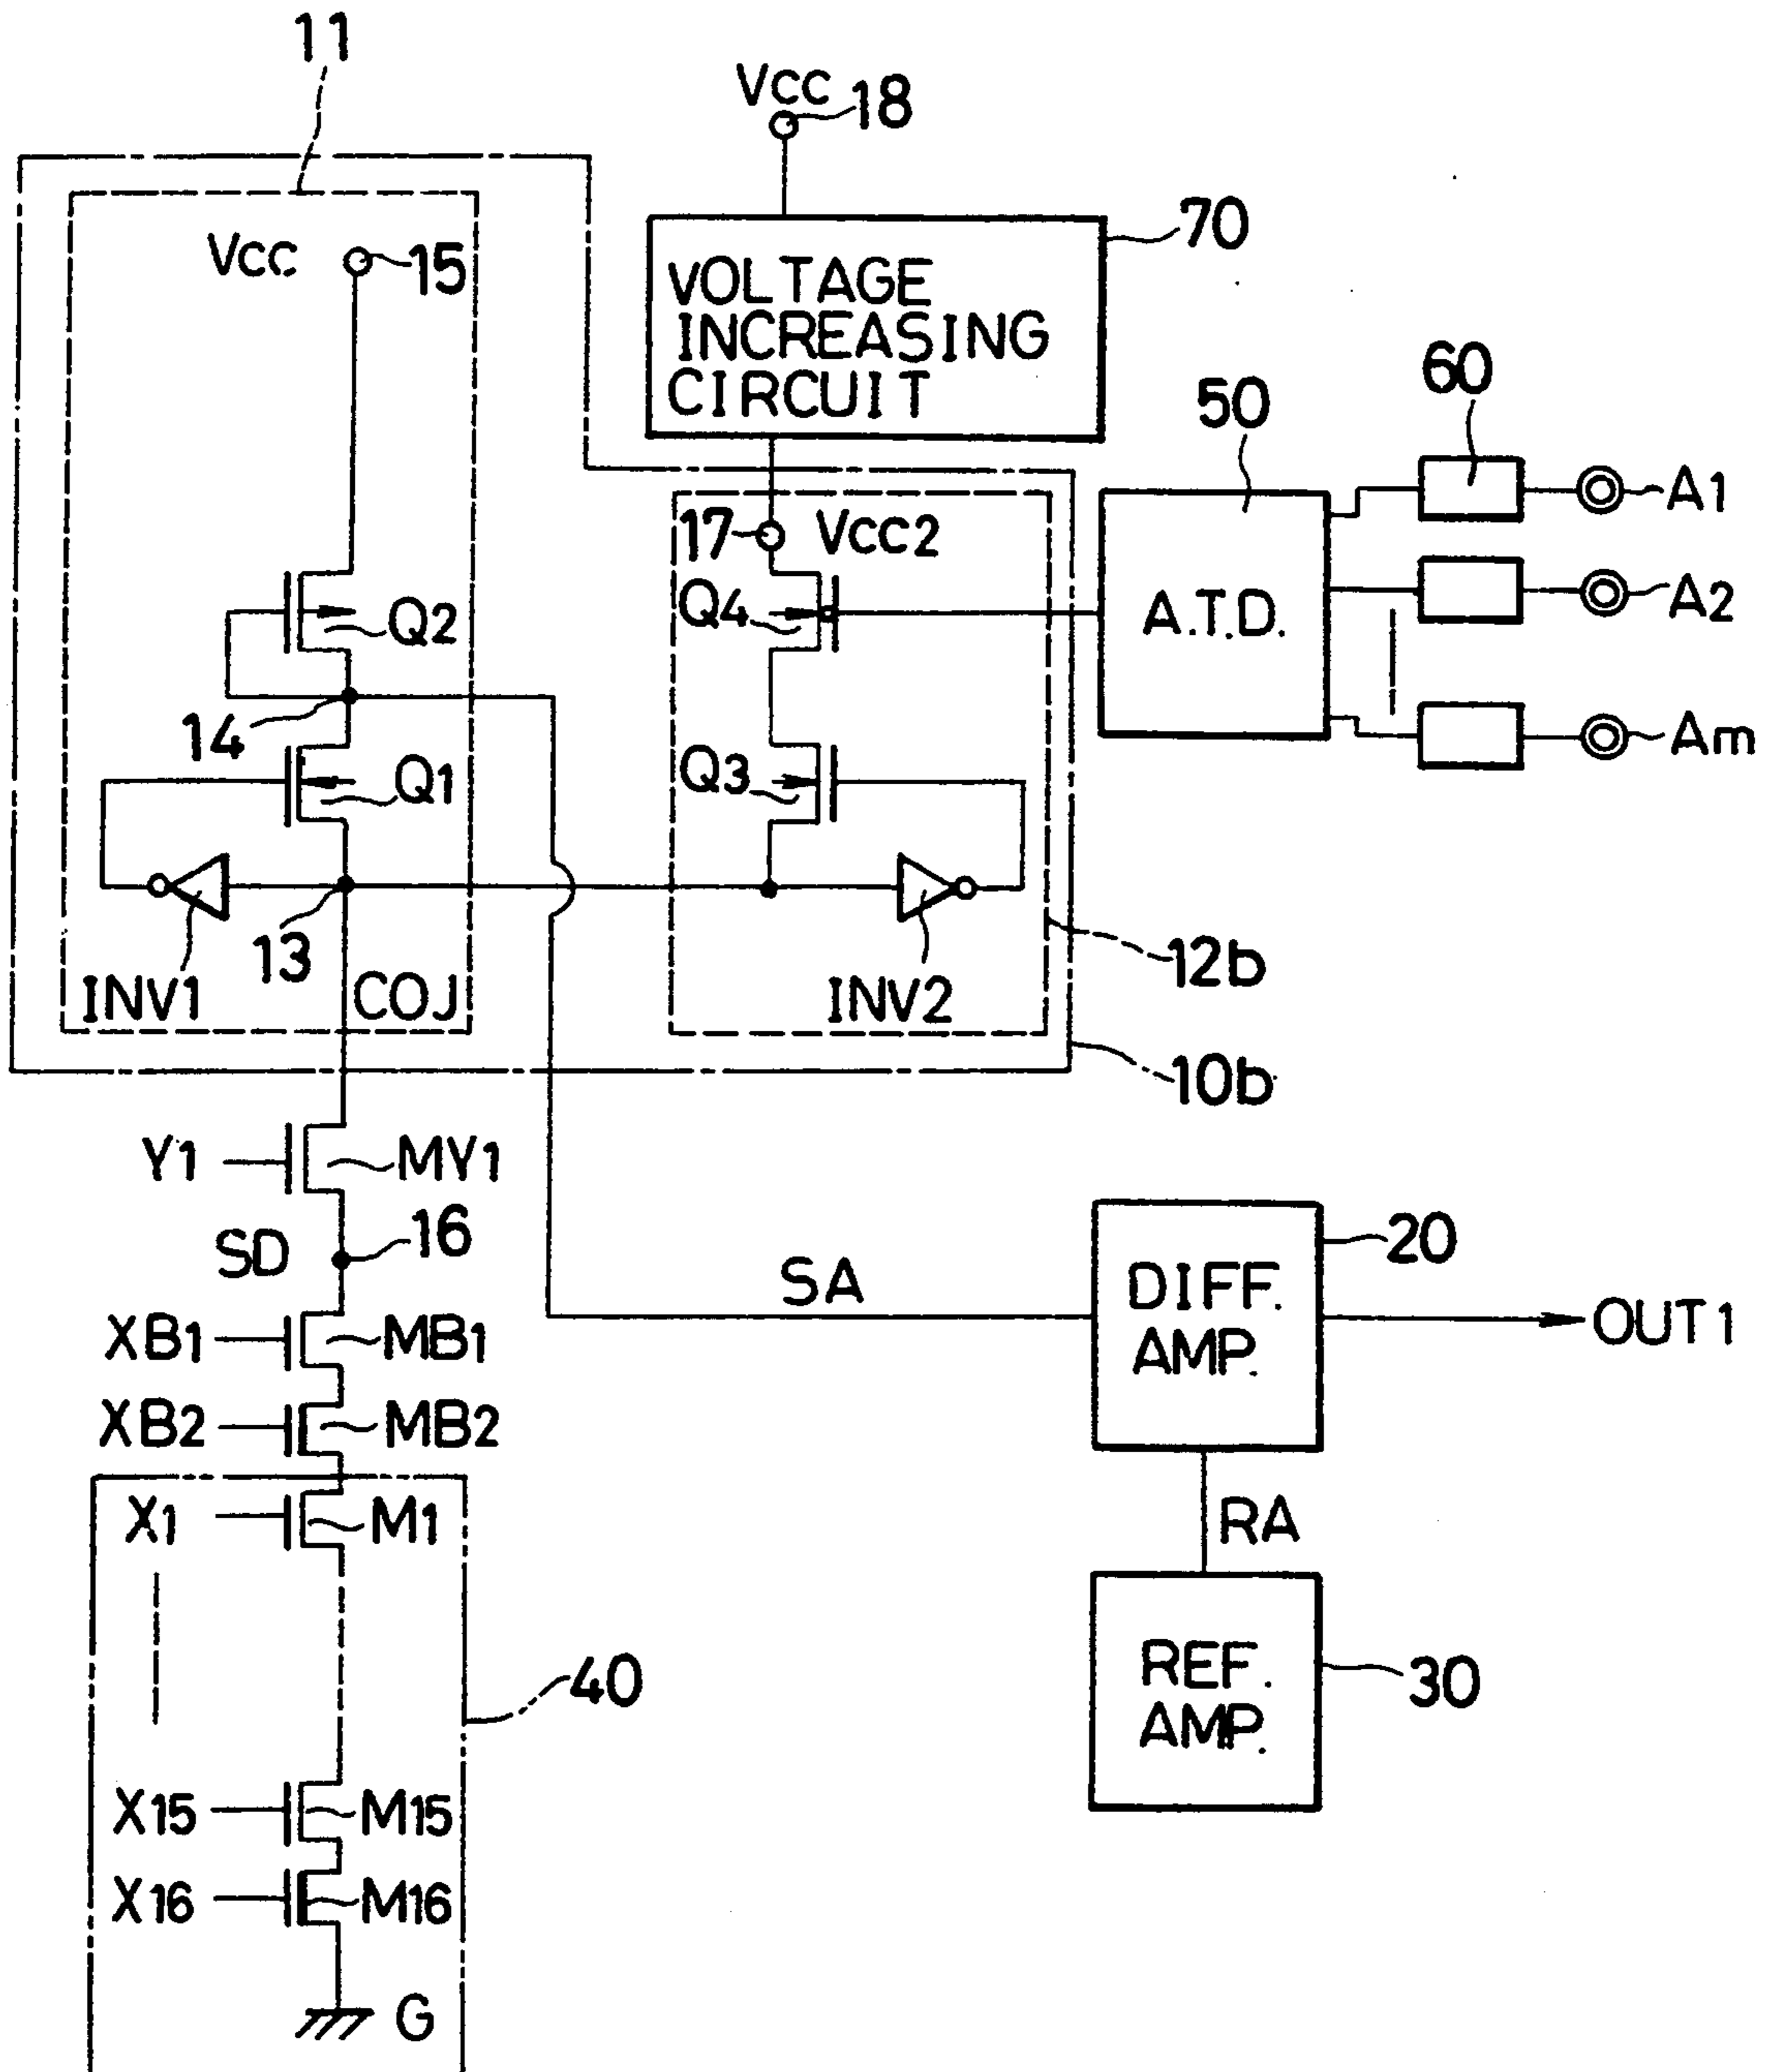 11
Vcc 18
Vcc 15
70
VOLTAGE
INCREASING
CIRCUIT
60
50
A1
17 Vcc2
Q2
Q4
A.T.D.
A2
14
Q1
Q3
Am
13
INV1
COJ
INV2
12b
10b
Y1
MY1
SD
16
SA
20
DIFF.
AMP.
OUT1
XB1
MB1
XB2
MB2
X1
M1
RA
40
REF.
AMP.
30
X15
M15
X16
M16
G